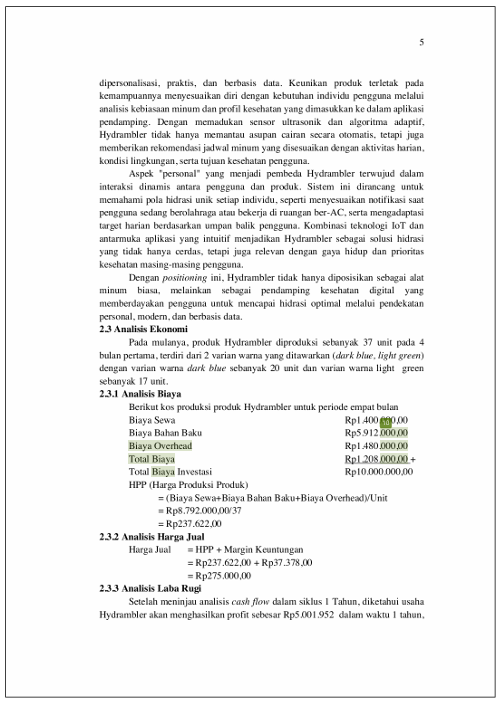 5
dipersonalisasi, praktis, dan berbasis data. Keunikan produk terletak pada
kemampuannya menyesuaikan diri dengan kebutuhan individu pengguna melalui
analisis kebiasaan minum dan profil kesehatan yang dimasukkan ke dalam aplikasi
pendamping. Dengan memadukan sensor ultrasonik dan algoritma adaptif,
Hydrambler tidak hanya memantau asupan cairan secara otomatis, tetapi juga
memberikan rekomendasi jadwal minum yang disesuaikan dengan aktivitas harian,
kondisi lingkungan, serta tujuan kesehatan pengguna.
Aspek "personal" yang menjadi pembeda Hydrambler terwujud dalam
interaksi dinamis antara pengguna dan produk. Sistem ini dirancang untuk
memahami pola hidrasi unik setiap individu, seperti menyesuaikan notifikasi saat
pengguna sedang berolahraga atau bekerja di ruangan ber-AC, serta mengadaptasi
target harian berdasarkan umpan balik pengguna. Kombinasi teknologi IoT dan
antarmuka aplikasi yang intuitif menjadikan Hydrambler sebagai solusi hidrasi
yang tidak hanya cerdas, tetapi juga relevan dengan gaya hidup dan prioritas
kesehatan masing-masing pengguna.
Dengan positioning ini, Hydrambler tidak hanya diposisikan sebagai alat
minum biasa, melainkan sebagai pendamping kesehatan digital yang
memberdayakan pengguna untuk mencapai hidrasi optimal melalui pendekatan
personal, modern, dan berbasis data.
2.3 Analisis Ekonomi
Pada mulanya, produk Hydrambler diproduksi sebanyak 37 unit pada 4
bulan pertama, terdiri dari 2 varian warna yang ditawarkan (dark blue, light green)
dengan varian warna dark blue sebanyak 20 unit dan varian warna light green
sebanyak 17 unit.
2.3.1 Analisis Biaya
Berikut kos produksi produk Hydrambler untuk periode empat bulan
Biaya Sewa Rp1.400.000,00
Biaya Bahan Baku Rp5.912.000,00
Biaya Overhead Rp1.480.000,00
Total Biaya Rp1.208.000,00 +
Total Biaya Investasi Rp10.000.000,00
HPP (Harga Produksi Produk)
= (Biaya Sewa+Biaya Bahan Baku+Biaya Overhead)/Unit
= Rp8.792.000,00/37
= Rp237.622,00
2.3.2 Analisis Harga Jual
Harga Jual = HPP + Margin Keuntungan
= Rp237.622,00 + Rp37.378,00
= Rp275.000,00
2.3.3 Analisis Laba Rugi
Setelah meninjau analisis cash flow dalam siklus 1 Tahun, diketahui usaha
Hydrambler akan menghasilkan profit sebesar Rp5.001.952 dalam waktu 1 tahun,